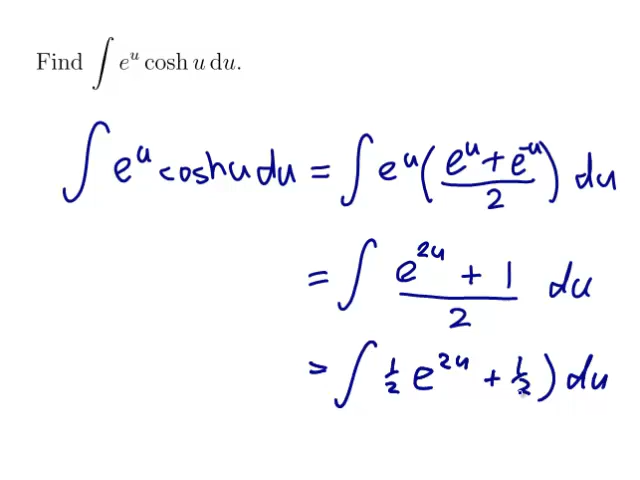 Find ∫ e^u cosh u du.
∫ e^u cosh u du = ∫ e^u ( (e^u + e^-u)/2 ) du
= ∫ (e^2u + 1)/2 du
= ∫ 1/2 e^2u + 1/2 ) du